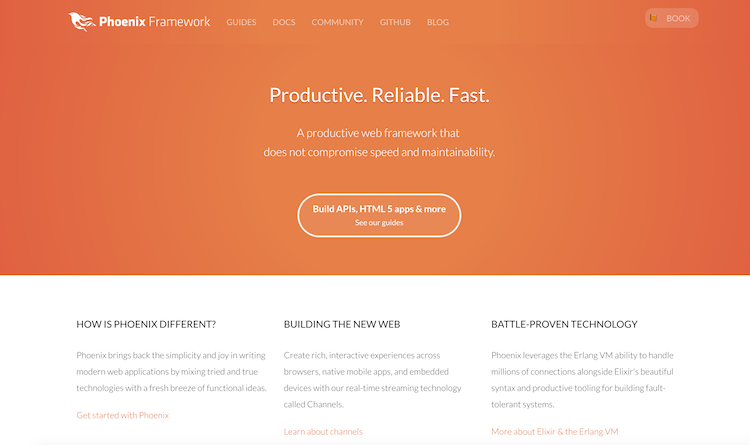 Phoenix Framework
GUIDES
DOCS
COMMUNITY
GITHUB
BLOG
BOOK
Productive. Reliable. Fast.
A productive web framework that
does not compromise speed and maintainability.
Build APIs, HTML 5 apps & more
See our guides
HOW IS PHOENIX DIFFERENT?
Phoenix brings back the simplicity and joy in writing
modern web applications by mixing tried and true
technologies with a fresh breeze of functional ideas.
Get started with Phoenix
BUILDING THE NEW WEB
Create rich, interactive experiences across
browsers, native mobile apps, and embedded
devices with our real-time streaming technology
called Channels.
Learn about channels
BATTLE-PROVEN TECHNOLOGY
Phoenix leverages the Erlang VM ability to handle
millions of connections alongside Elixir's beautiful
syntax and productive tooling for building fault-
tolerant systems.
More about Elixir & the Erlang VM